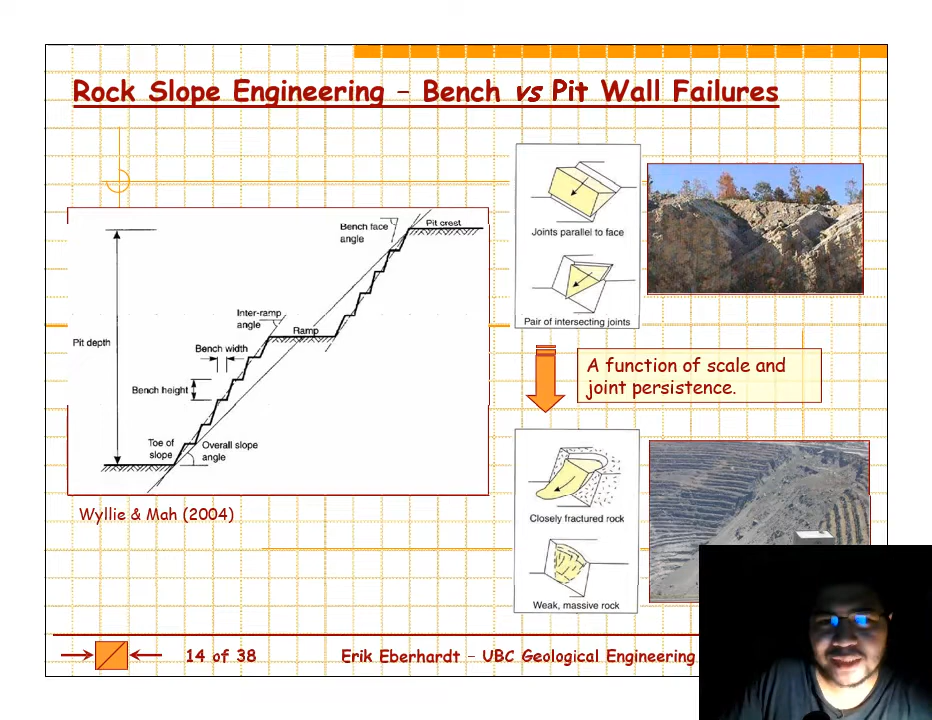 Rock Slope Engineering – Bench vs Pit Wall Failures
Bench face
angle
Pit crest
Inter-ramp
angle
Ramp
Pit depth
Bench width
Bench height
Toe of
slope
Overall slope
angle
Wyllie & Mah (2004)
Joints parallel to face
Pair of intersecting joints
A function of scale and
joint persistence.
Closely fractured rock
Weak, massive rock
14 of 38
Erik Eberhardt – UBC Geological Engineering